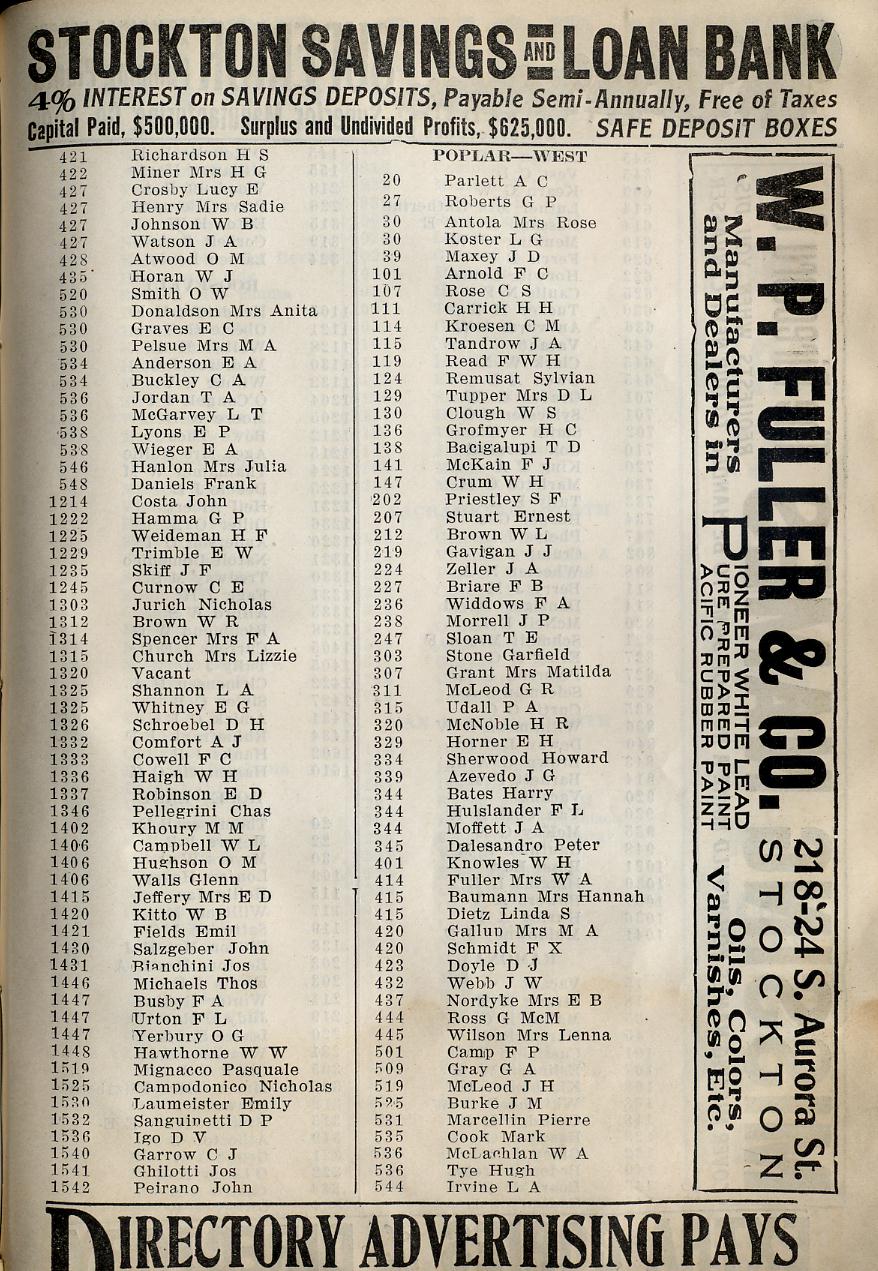 STOCKTON SAVINGS AND LOAN BANK
4% INTEREST on SAVINGS DEPOSITS, Payable Semi-Annually, Free of Taxes
Capital Paid, $500,000. Surplus and Undivided Profits, $625,000. SAFE DEPOSIT BOXES
421 Richardson H S
422 Miner Mrs H G
427 Crosby Lucy E
427 Henry Mrs Sadie
427 Johnson W B
427 Watson J A
428 Atwood O M
435 Horan W J
520 Smith O W
530 Donaldson Mrs Anita
530 Graves E C
530 Pelsue Mrs M A
534 Anderson E A
534 Buckley C A
536 Jordan T A
536 McGarvey L T
538 Lyons E P
538 Wieger E A
546 Hanlon Mrs Julia
548 Daniels Frank
1214 Costa John
1222 Hamma G P
1225 Weideman H F
1229 Trimble E W
1235 Skiff J F
1245 Curnow C E
1303 Jurich Nicholas
1312 Brown W R
1314 Spencer Mrs F A
1315 Church Mrs Lizzie
1320 Vacant
1325 Shannon L A
1325 Whitney E G
1326 Schroebel D H
1332 Comfort A J
1333 Cowell F C
1336 Haigh W H
1337 Robinson E D
1346 Pellegrini Chas
1402 Khoury M M
1406 Campbell W L
1406 Hughson O M
1406 Walls Glenn
1415 Jeffery Mrs E D
1420 Kitto W B
1421 Fields Emil
1430 Salzgeber John
1431 Bianchini Jos
1446 Michaels Thos
1447 Busby F A
1447 Urton F L
1447 Yerbury O G
1448 Hawthorne W W
1519 Mignacco Pasquale
1525 Campodonico Nicholas
1530 Laumeister Emily
1532 Sanguinetti D P
1536 Igo D V
1540 Garrow C J
1541 Ghilotti Jos
1542 Peirano John
POPLAR—WEST
20 Parlett A C
27 Roberts G P
30 Antola Mrs Rose
30 Koster L G
39 Maxey J D
101 Arnold F C
107 Rose C S
111 Carrick H H
114 Kroesen C M
115 Tandrow J A
119 Read F W H
124 Remusat Sylvian
129 Tupper Mrs D L
130 Clough W S
136 Grofmyer H C
138 Bacigalupi T D
141 McKain F J
147 Crum W H
202 Priestley S F
207 Stuart Ernest
212 Brown W L
219 Gavigan J J
224 Zeller J A
227 Briare F B
236 Widdows F A
238 Morrell J P
247 Sloan T E
303 Stone Garfield
307 Grant Mrs Matilda
311 McLeod G R
315 Udall P A
320 McNoble H R
329 Horner E H
334 Sherwood Howard
339 Azevedo J G
344 Bates Harry
344 Hulslander F L
344 Moffett J A
345 Dalesandro Peter
401 Knowles W H
414 Fuller Mrs W A
415 Baumann Mrs Hannah
415 Dietz Linda S
420 Gallup Mrs M A
420 Schmidt F X
423 Doyle D J
432 Webb J W
437 Nordyke Mrs E B
444 Ross G McM
445 Wilson Mrs Lenna
501 Camp F P
509 Gray G A
519 McLeod J H
525 Burke J M
531 Marcellin Pierre
535 Cook Mark
536 McLachlan W A
536 Tye Hugh
544 Irvine L A
W. P. FULLER & CO. 218-24 S. Aurora St.
STOCKTON
Manufacturers
and Dealers in
PIONEER WHITE LEAD
PURE PREPARED PAINT
PACIFIC RUBBER PAINT
Oils, Colors,
Varnishes, Etc.
DIRECTORY ADVERTISING PAYS